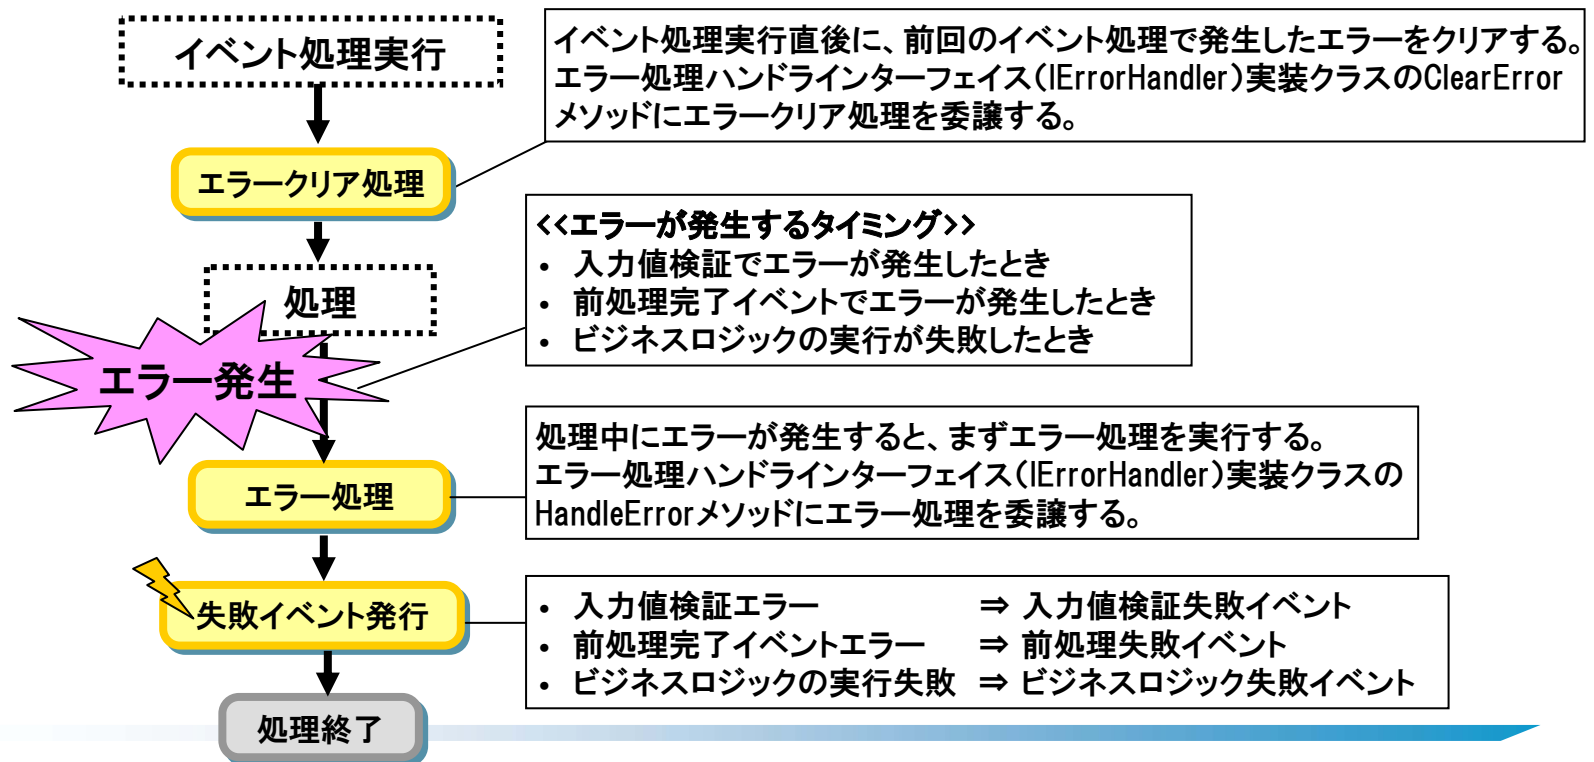 イベント処理実行
イベント処理実行直後に、前回のイベント処理で発生したエラーをクリアする。
エラー処理ハンドラインターフェイス(IErrorHandler)実装クラスのClearError
メソッドにエラークリア処理を委譲する。
エラークリア処理
<<エラーが発生するタイミング>>
• 入力値検証でエラーが発生したとき
• 前処理完了イベントでエラーが発生したとき
• ビジネスロジックの実行が失敗したとき
処理
エラー発生
処理中にエラーが発生すると、まずエラー処理を実行する。
エラー処理ハンドラインターフェイス(IErrorHandler)実装クラスの
HandleErrorメソッドにエラー処理を委譲する。
エラー処理
失敗イベント発行
• 入力値検証エラー ⇒ 入力値検証失敗イベント
• 前処理完了イベントエラー ⇒ 前処理失敗イベント
• ビジネスロジックの実行失敗 ⇒ ビジネスロジック失敗イベント
処理終了